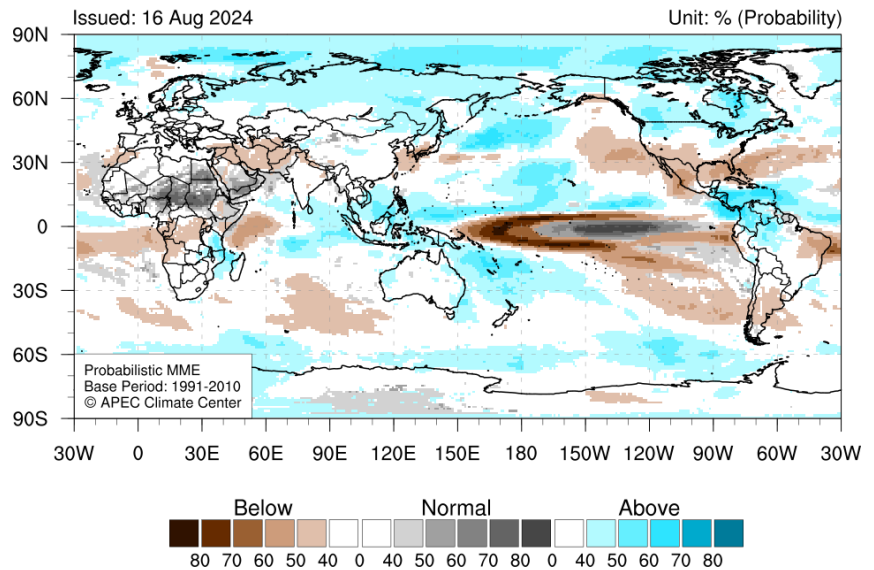 Issued: 16 Aug 2024 Unit: % (Probability)
90N
60N
30N
0
30S
60S
90S
Probabilistic MME
Base Period: 1991-2010
© APEC Climate Center
30W 0 30E 60E 90E 120E 150E 180 150W 120W 90W 60W 30W
Below Normal Above
80 70 60 50 40 0 40 50 60 70 80 0 40 50 60 70 80